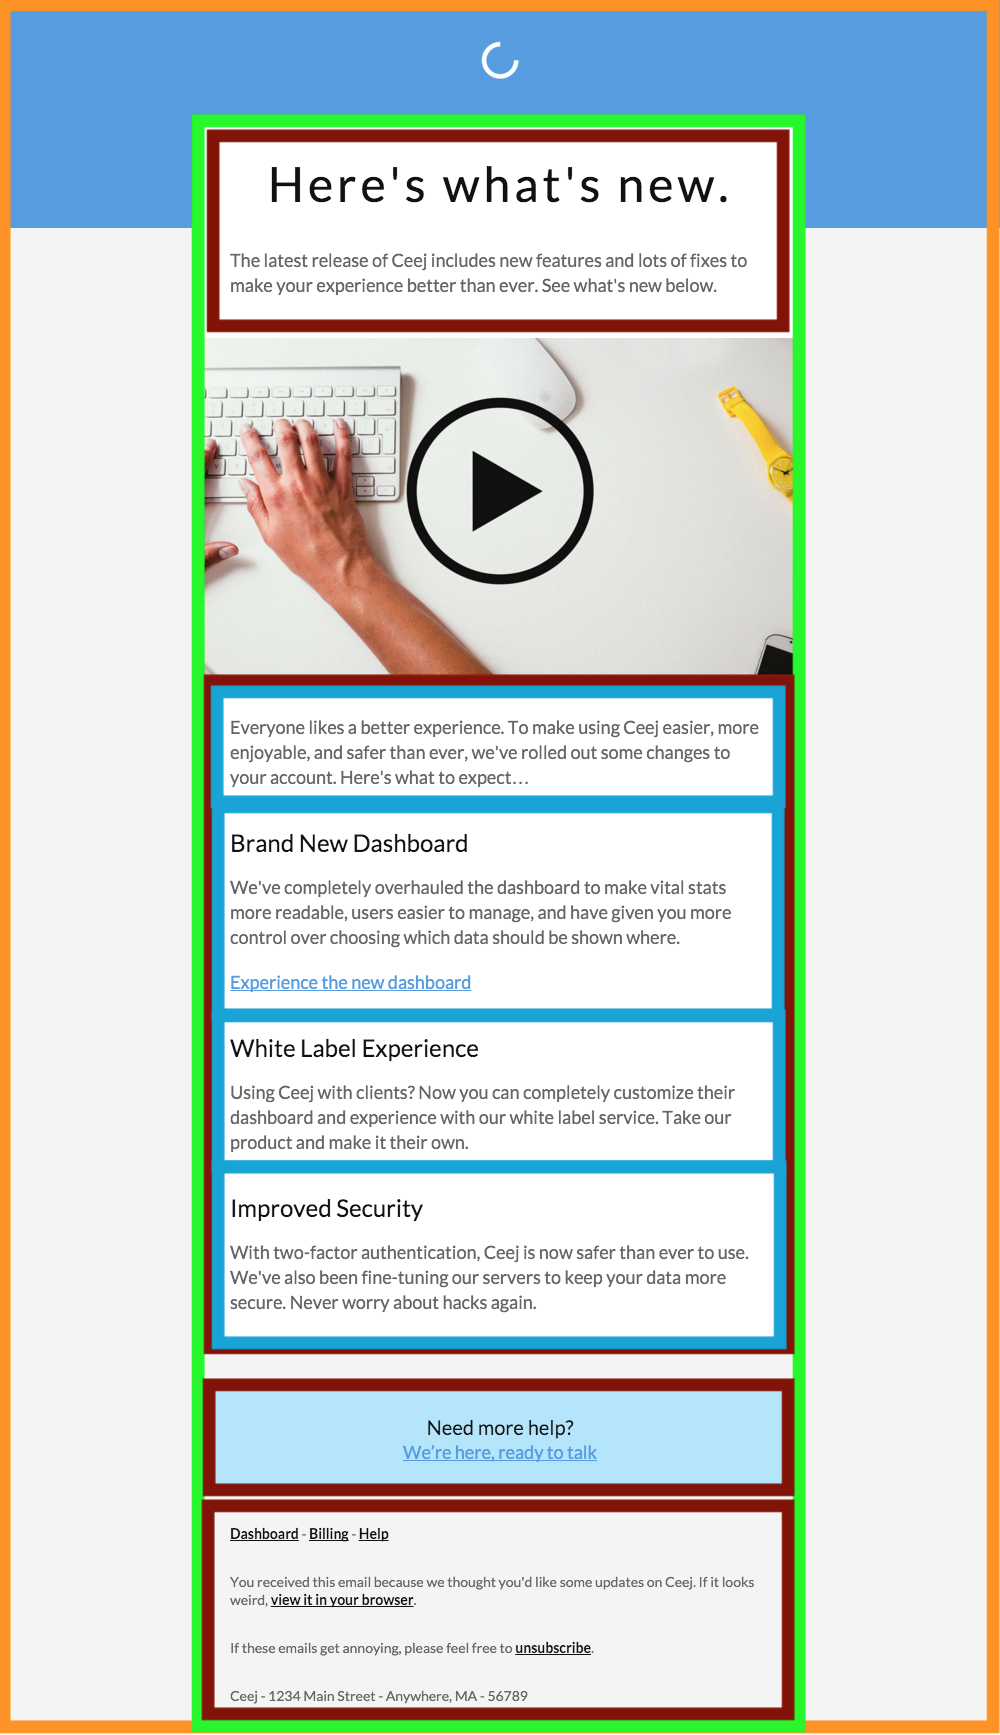 Here's what's new.
The latest release of Ceej includes new features and lots of fixes to
make your experience better than ever. See what's new below.
Everyone likes a better experience. To make using Ceej easier, more
enjoyable, and safer than ever, we've rolled out some changes to
your account. Here's what to expect…
Brand New Dashboard
We've completely overhauled the dashboard to make vital stats
more readable, users easier to manage, and have given you more
control over choosing which data should be shown where.
Experience the new dashboard
White Label Experience
Using Ceej with clients? Now you can completely customize their
dashboard and experience with our white label service. Take our
product and make it their own.
Improved Security
With two-factor authentication, Ceej is now safer than ever to use.
We've also been fine-tuning our servers to keep your data more
secure. Never worry about hacks again.
Need more help?
We're here, ready to talk
Dashboard - Billing - Help
You received this email because we thought you'd like some updates on Ceej. If it looks
weird, view it in your browser.
If these emails get annoying, please feel free to unsubscribe.
Ceej - 1234 Main Street - Anywhere, MA - 56789